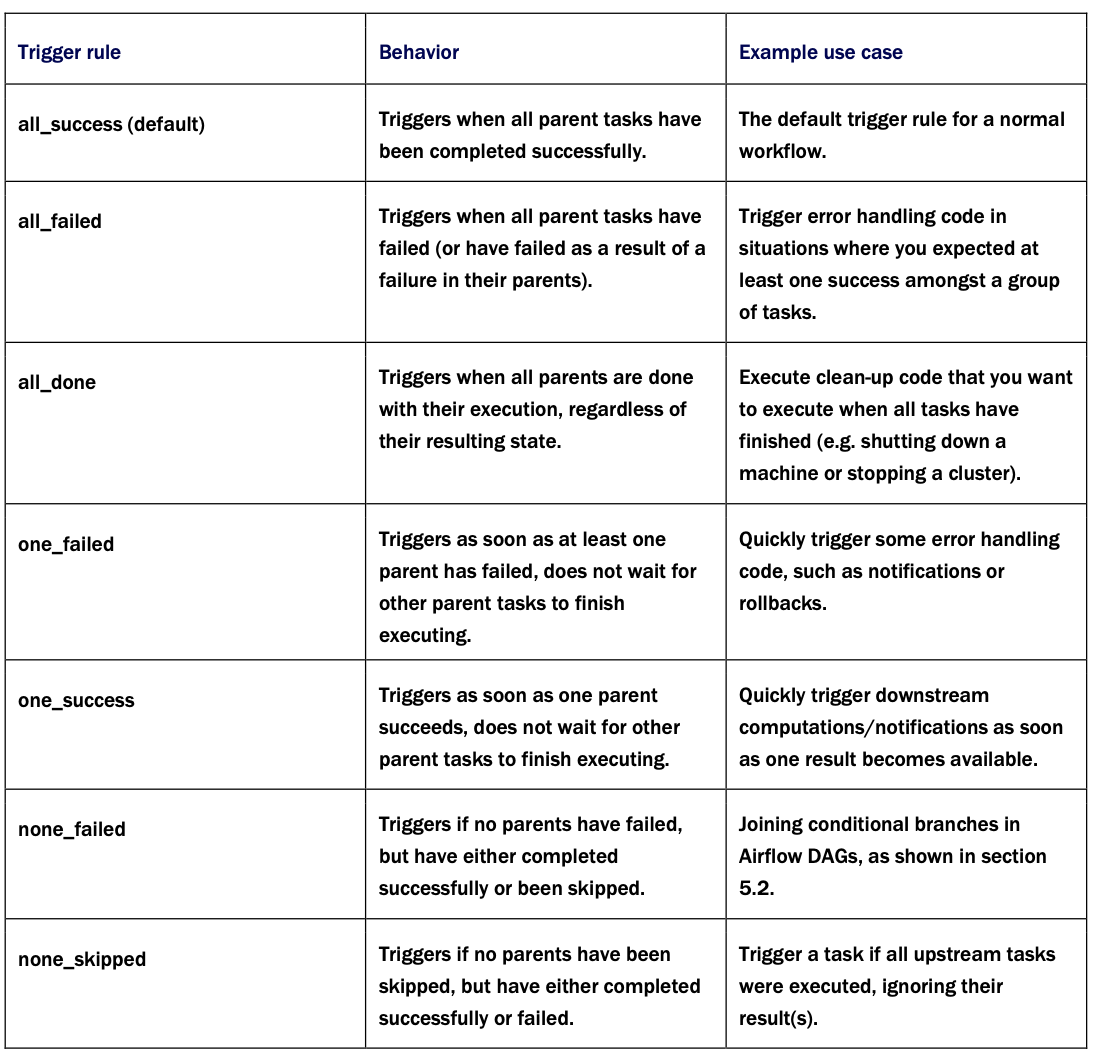 Trigger rule
Behavior
Example use case
all_success (default)
Triggers when all parent tasks have
been completed successfully.
The default trigger rule for a normal
workflow.
all_failed
Triggers when all parent tasks have
failed (or have failed as a result of a
failure in their parents).
Trigger error handling code in
situations where you expected at
least one success amongst a group
of tasks.
all_done
Triggers when all parents are done
with their execution, regardless of
their resulting state.
Execute clean-up code that you want
to execute when all tasks have
finished (e.g. shutting down a
machine or stopping a cluster).
one_failed
Triggers as soon as at least one
parent has failed, does not wait for
other parent tasks to finish
executing.
Quickly trigger some error handling
code, such as notifications or
rollbacks.
one_success
Triggers as soon as one parent
succeeds, does not wait for other
parent tasks to finish executing.
Quickly trigger downstream
computations/notifications as soon
as one result becomes available.
none_failed
Triggers if no parents have failed,
but have either completed
successfully or been skipped.
Joining conditional branches in
Airflow DAGs, as shown in section
5.2.
none_skipped
Triggers if no parents have been
skipped, but have either completed
successfully or failed.
Trigger a task if all upstream tasks
were executed, ignoring their
result(s).